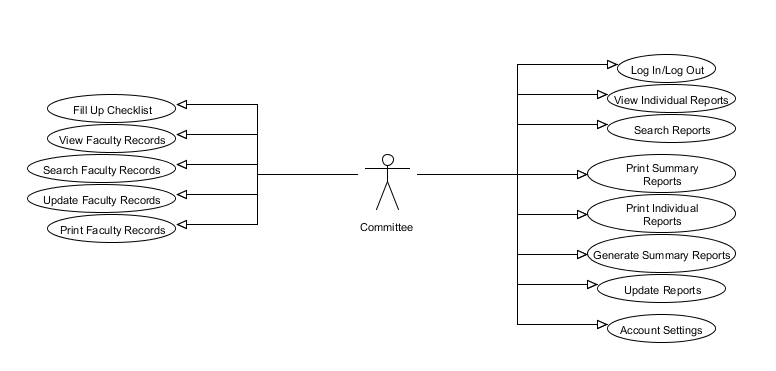 Fill Up Checklist
View Faculty Records
Search Faculty Records
Update Faculty Records
Print Faculty Records
Committee
Log In/Log Out
View Individual Reports
Search Reports
Print Summary
Reports
Print Individual
Reports
Generate Summary Reports
Update Reports
Account Settings